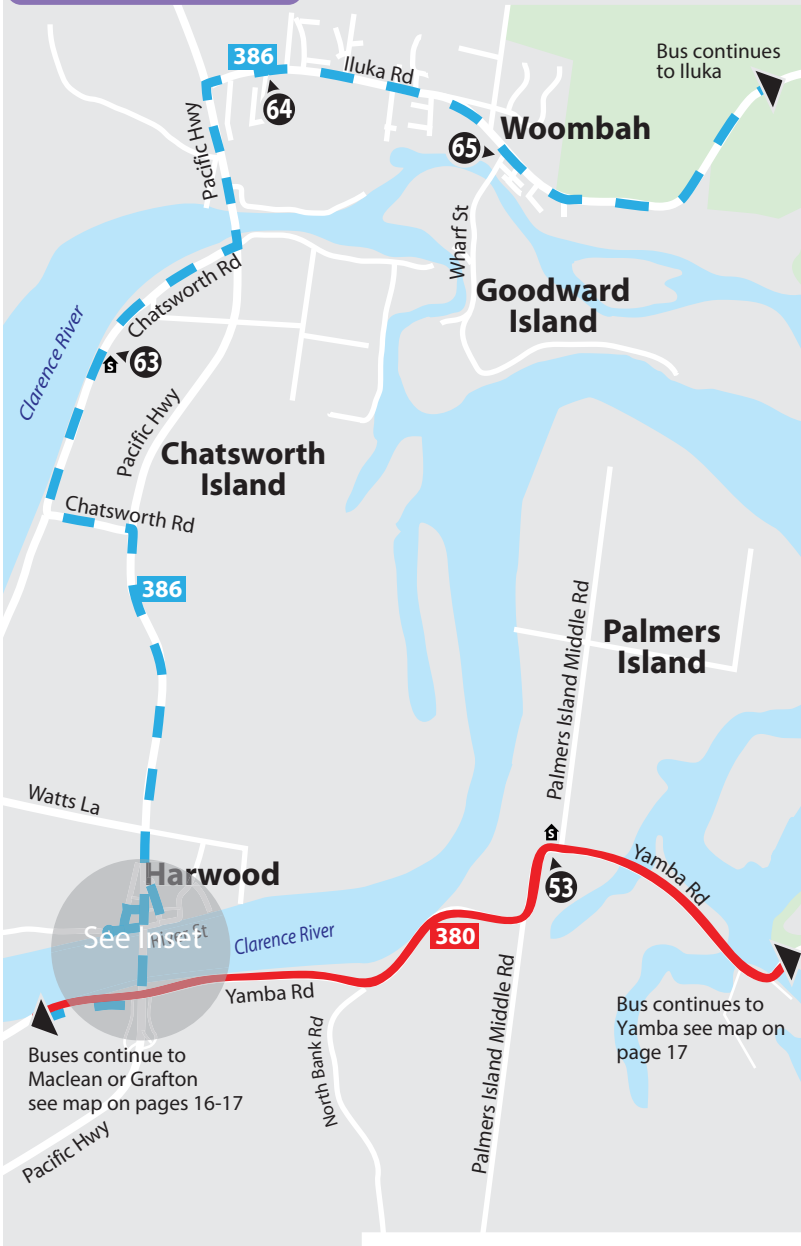 386
Iluka Rd
Bus continues
to Iluka
64
Pacific Hwy
65
Woombah
Wharf St
Chatsworth Rd
Goodward
Island
Clarence River
S
63
Pacific Hwy
Chatsworth
Island
Chatsworth Rd
386
Palmers Island Middle Rd
Palmers
Island
Watts La
S
Harwood
53
Yamba Rd
See Inset
River St
Clarence River
380
Yamba Rd
Palmers Island Middle Rd
Bus continues to
Yamba see map on
page 17
Buses continue to
Maclean or Grafton
see map on pages 16-17
North Bank Rd
Pacific Hwy